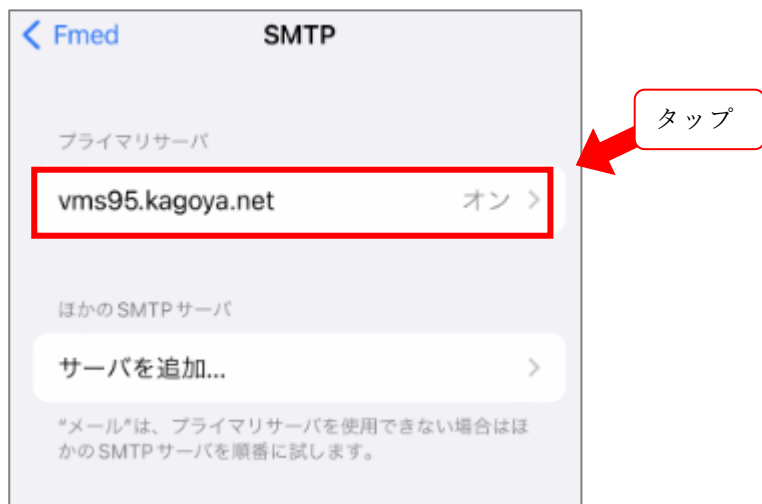 Fmed SMTP
タップ
プライマリサーバ
vms95.kagoya.net オン
ほかのSMTPサーバ
サーバを追加...
"メール"は、プライマリサーバを使用できない場合はほ
かのSMTPサーバを順番に試します。